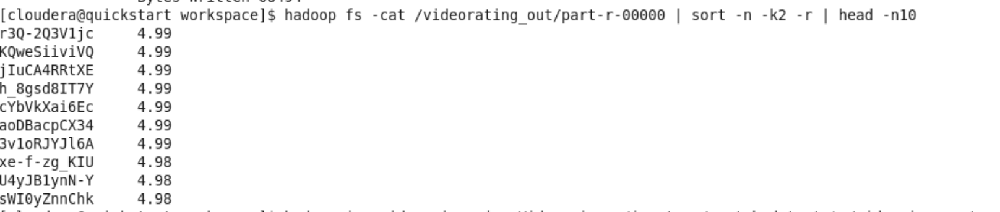 [cloudera@quickstart workspace]$ hadoop fs -cat /videorating_out/part-r-00000 | sort -n -k2 -r | head -n10
r3Q-2Q3V1jc 4.99
KQweSiiviVQ 4.99
jIuCA4RRtXE 4.99
h_8gsd8IT7Y 4.99
cYbVkXai6Ec 4.99
aoDBacpCX34 4.99
3v1oRJYJl6A 4.99
xe-f-zg_KIU 4.98
U4yJB1ynN-Y 4.98
sWI0yZnnChk 4.98